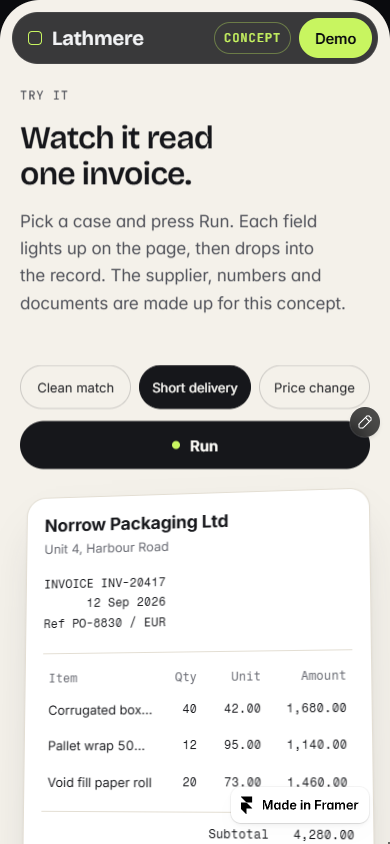 Lathmere
CONCEPT
Demo
TRY IT
Watch it read
one invoice.
Pick a case and press Run. Each field
lights up on the page, then drops into
the record. The supplier, numbers and
documents are made up for this concept.
Clean match
Short delivery
Price change
Run
Norrow Packaging Ltd
Unit 4, Harbour Road
INVOICE INV-20417
12 Sep 2026
Ref PO-8830 / EUR
Item Qty Unit Amount
Corrugated box... 40 42.00 1,680.00
Pallet wrap 50... 12 95.00 1,140.00
Void fill paper roll 20 73.00 1,460.00
Made in Framer
Subtotal 4,280.00